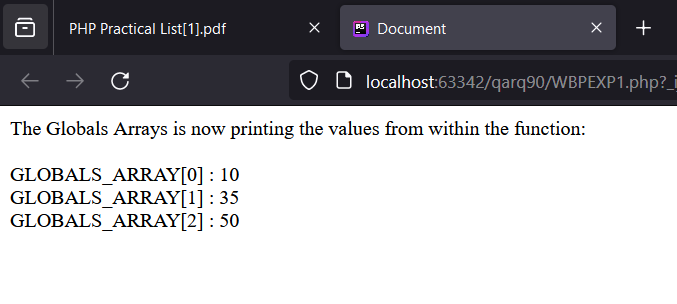 PHP Practical List[1].pdf
PS Document
localhost:63342/qarq90/WBPEXP1.php?_i
The Globals Arrays is now printing the values from within the function:
GLOBALS_ARRAY[0] : 10
GLOBALS_ARRAY[1] : 35
GLOBALS_ARRAY[2] : 50